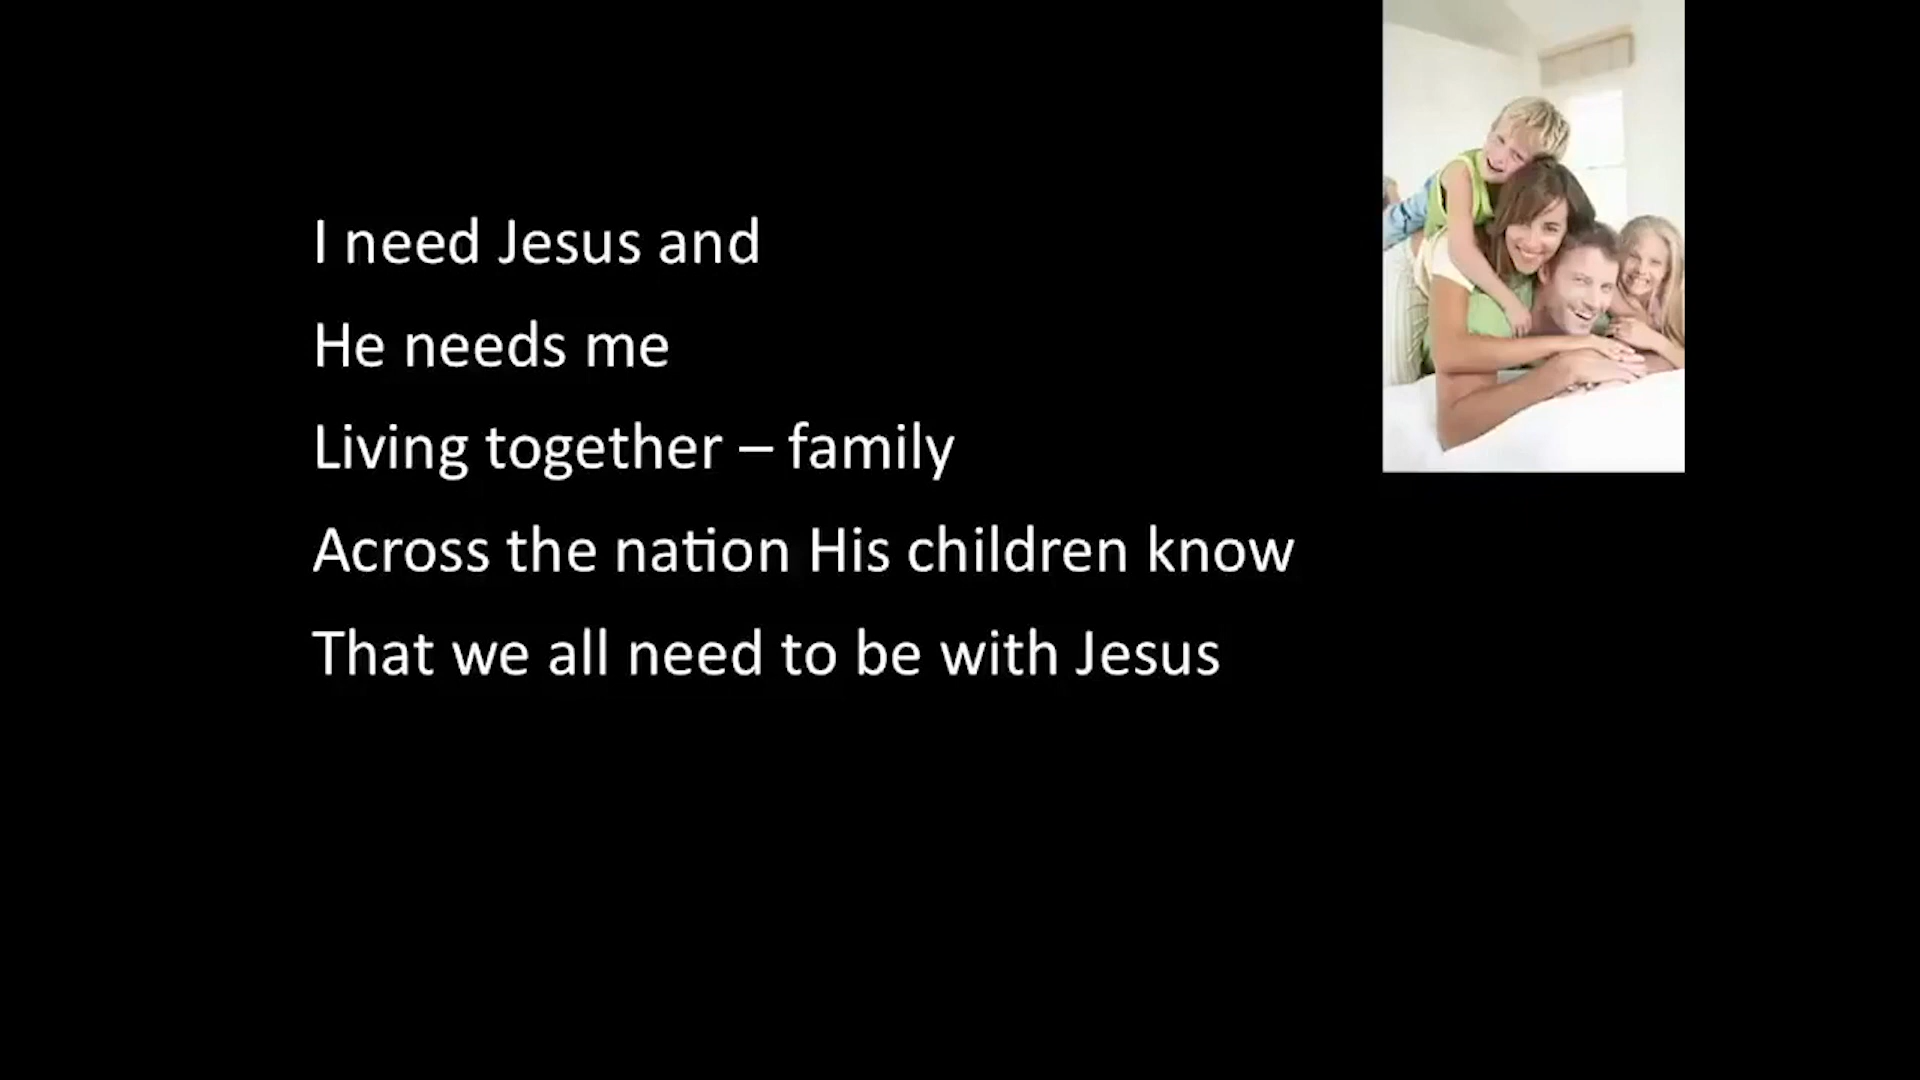 I need Jesus and
He needs me
Living together – family
Across the nation His children know
That we all need to be with Jesus